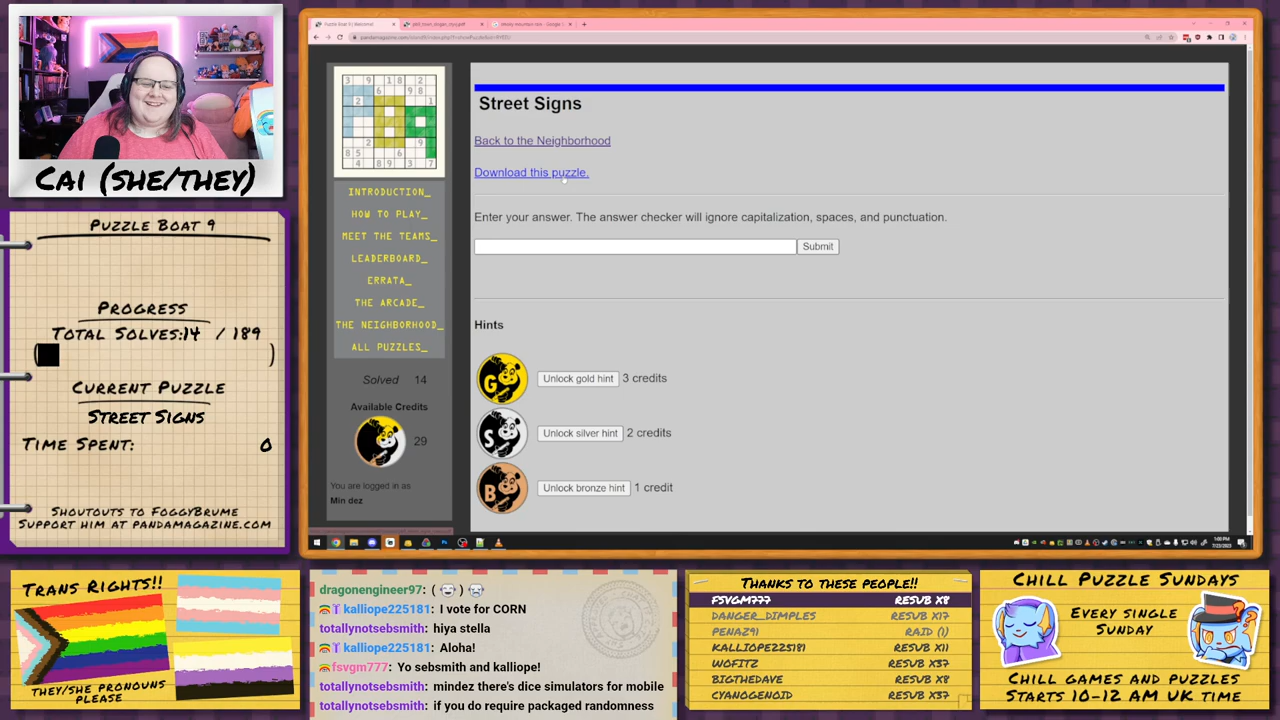 CAI (SHE/THEY)
PUZZLE BOAT 9
PROGRESS
TOTAL SOLVES:14 / 189
CURRENT PUZZLE
STREET SIGNS
TIME SPENT: 0
SHOUTOUTS TO FOGGYBRUME
SUPPORT HIM AT PANDAMAGAZINE.COM
Street Signs
Back to the Neighborhood
Download this puzzle.
Enter your answer. The answer checker will ignore capitalization, spaces, and punctuation.
Submit
Hints
G Unlock gold hint 3 credits
S Unlock silver hint 2 credits
B Unlock bronze hint 1 credit
INTRODUCTION_
HOW TO PLAY_
MEET THE TEAMS_
LEADERBOARD_
ERRATA_
THE ARCADE_
THE NEIGHBORHOOD_
ALL PUZZLES_
Solved 14
Available Credits
29
You are logged in as
Min dez
TRANS RIGHTS!!
THEY/SHE PRONOUNS
PLEASE
dragonengineer97: ( )
kalliope225181: I vote for CORN
totallynotsebsmith: hiya stella
kalliope225181: Aloha!
fsvgm777: Yo sebsmith and kalliope!
totallynotsebsmith: mindez there's dice simulators for mobile
totallynotsebsmith: if you do require packaged randomness
THANKS TO THESE PEOPLE!!
FSVGM777 RESUB X8
DANGER_DIMPLES RESUB X17
PENAZ91 RAID (1)
KALLIOPE225181 RESUB X11
WOFITZ RESUB X37
BIGTHEDAVE RESUB X8
CYANOGENOID RESUB X37
CHILL PUZZLE SUNDAYS
EVERY SINGLE
SUNDAY
CHILL GAMES AND PUZZLES
STARTS 10-12 AM UK TIME